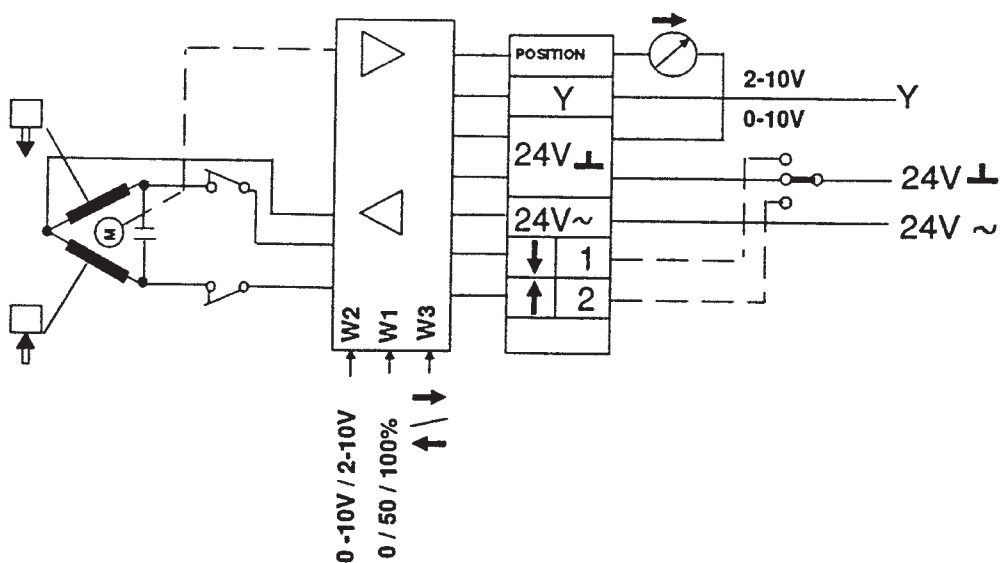 POSITION
Y
24V
24V~
1
2
2-10V
0-10V
Y
24V
24V ~
M
W2
W1
W3
0 -10V / 2-10V
0 / 50 / 100%